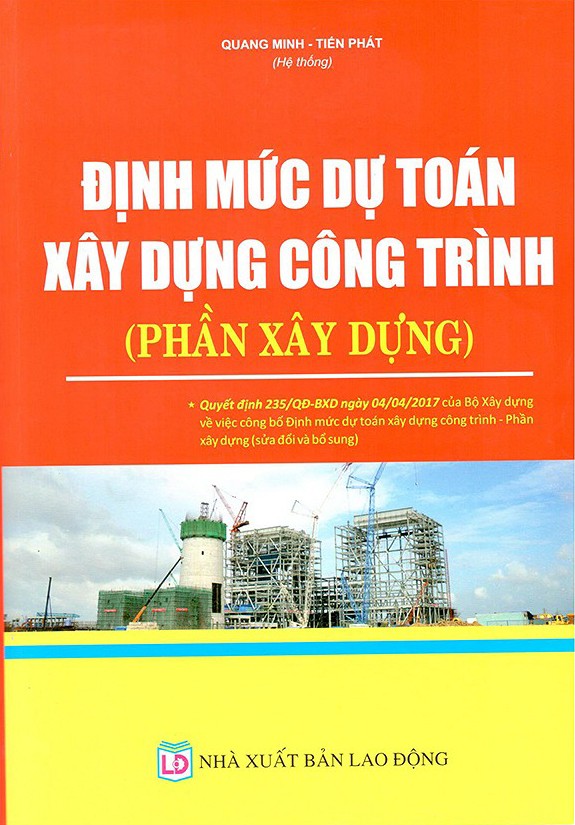 QUANG MINH - TIẾN PHÁT
(Hệ thống)
ĐỊNH MỨC DỰ TOÁN
XÂY DỰNG CÔNG TRÌNH
(PHẦN XÂY DỰNG)
★ Quyết định 235/QĐ-BXD ngày 04/04/2017 của Bộ Xây dựng
về việc công bố Định mức dự toán xây dựng công trình - Phần
xây dựng (sửa đổi và bổ sung)
LD NHÀ XUẤT BẢN LAO ĐỘNG